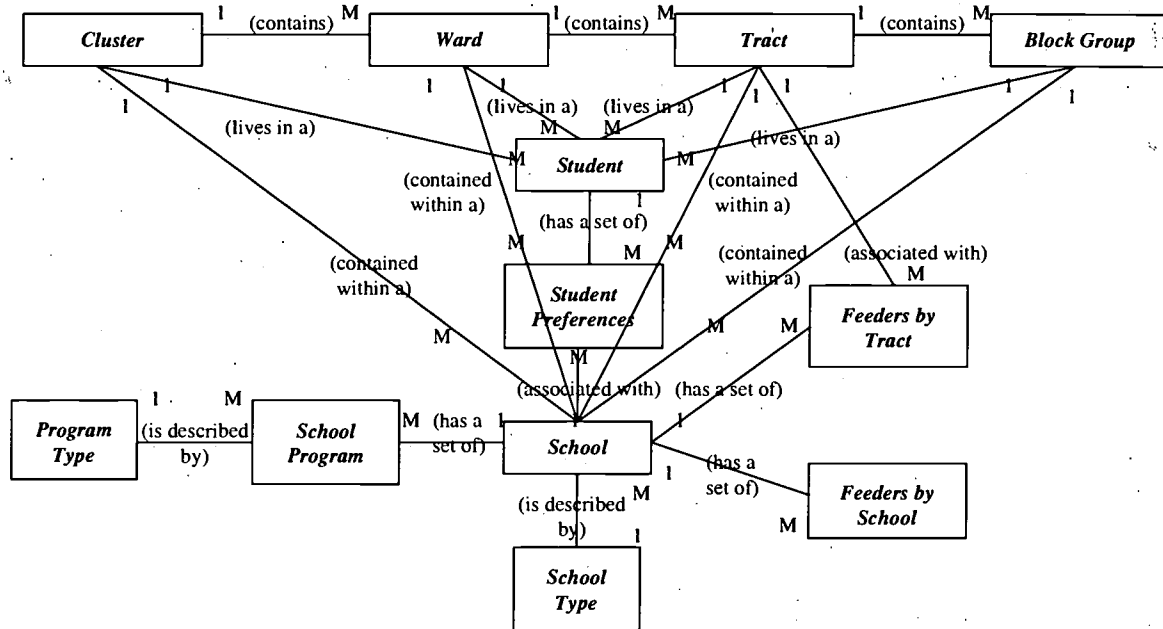 1 (contains) M 1 (contains) M 1 (contains) M
Cluster Ward Tract Block Group
1 1 1 1 1 1 1 1 1
1
(lives in a) (lives in a)
(lives in a) M M (lives in a)
M Student M
(contained
within a)
(contained
within a)
1
(has a set of)
M M
M
(contained
within a)
(contained
within a)
(associated with)
M
Student
Preferences
Feeders by
Tract
M M M
M
(associated with)
(has a set of)
1 M M 1 1 1
Program
Type
(is described
by)
School
Program
(has a
set of)
School
(has a
set of)
1
M
(is described
by)
Feeders by
School
M
1
School
Type